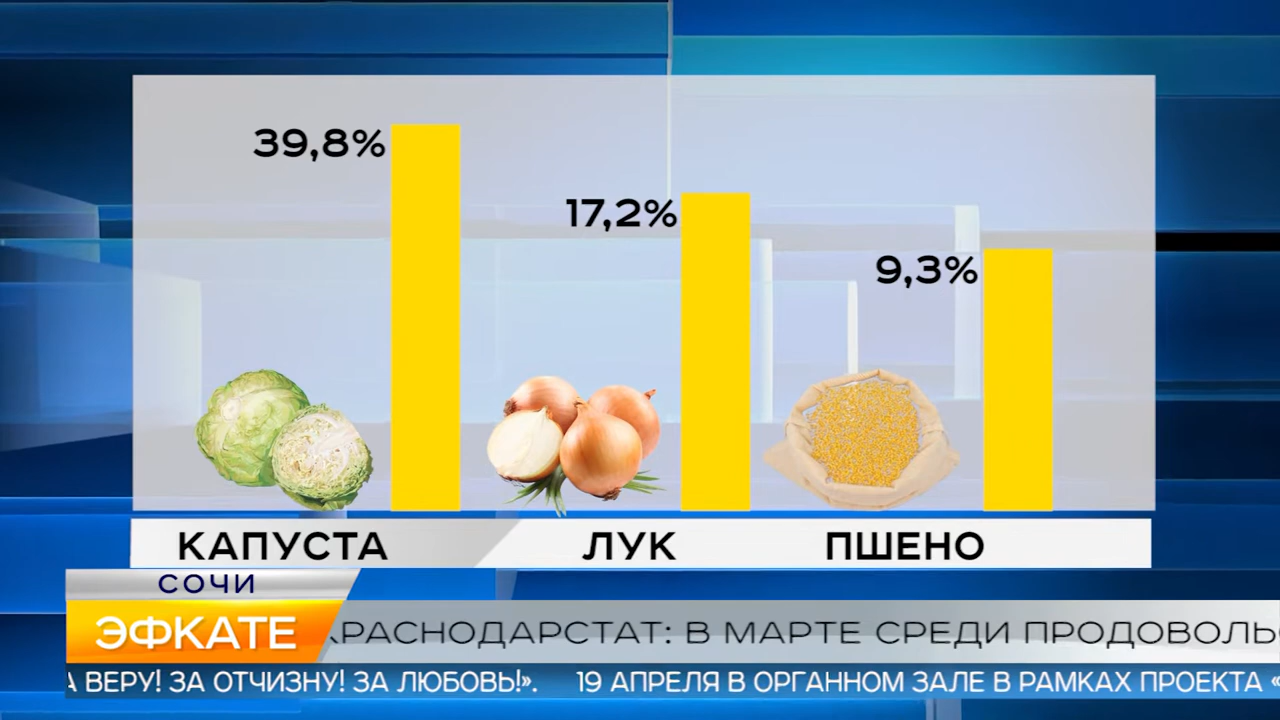 39,8%
17,2%
9,3%
КАПУСТА ЛУК ПШЕНО
СОЧИ
ЭФКАТЕ
КРАСНОДАРСТАТ: В МАРТЕ СРЕДИ ПРОДОВОЛЬ
А ВЕРУ! ЗА ОТЧИЗНУ! ЗА ЛЮБОВЬ!». 19 АПРЕЛЯ В ОРГАННОМ ЗАЛЕ В РАМКАХ ПРОЕКТА «